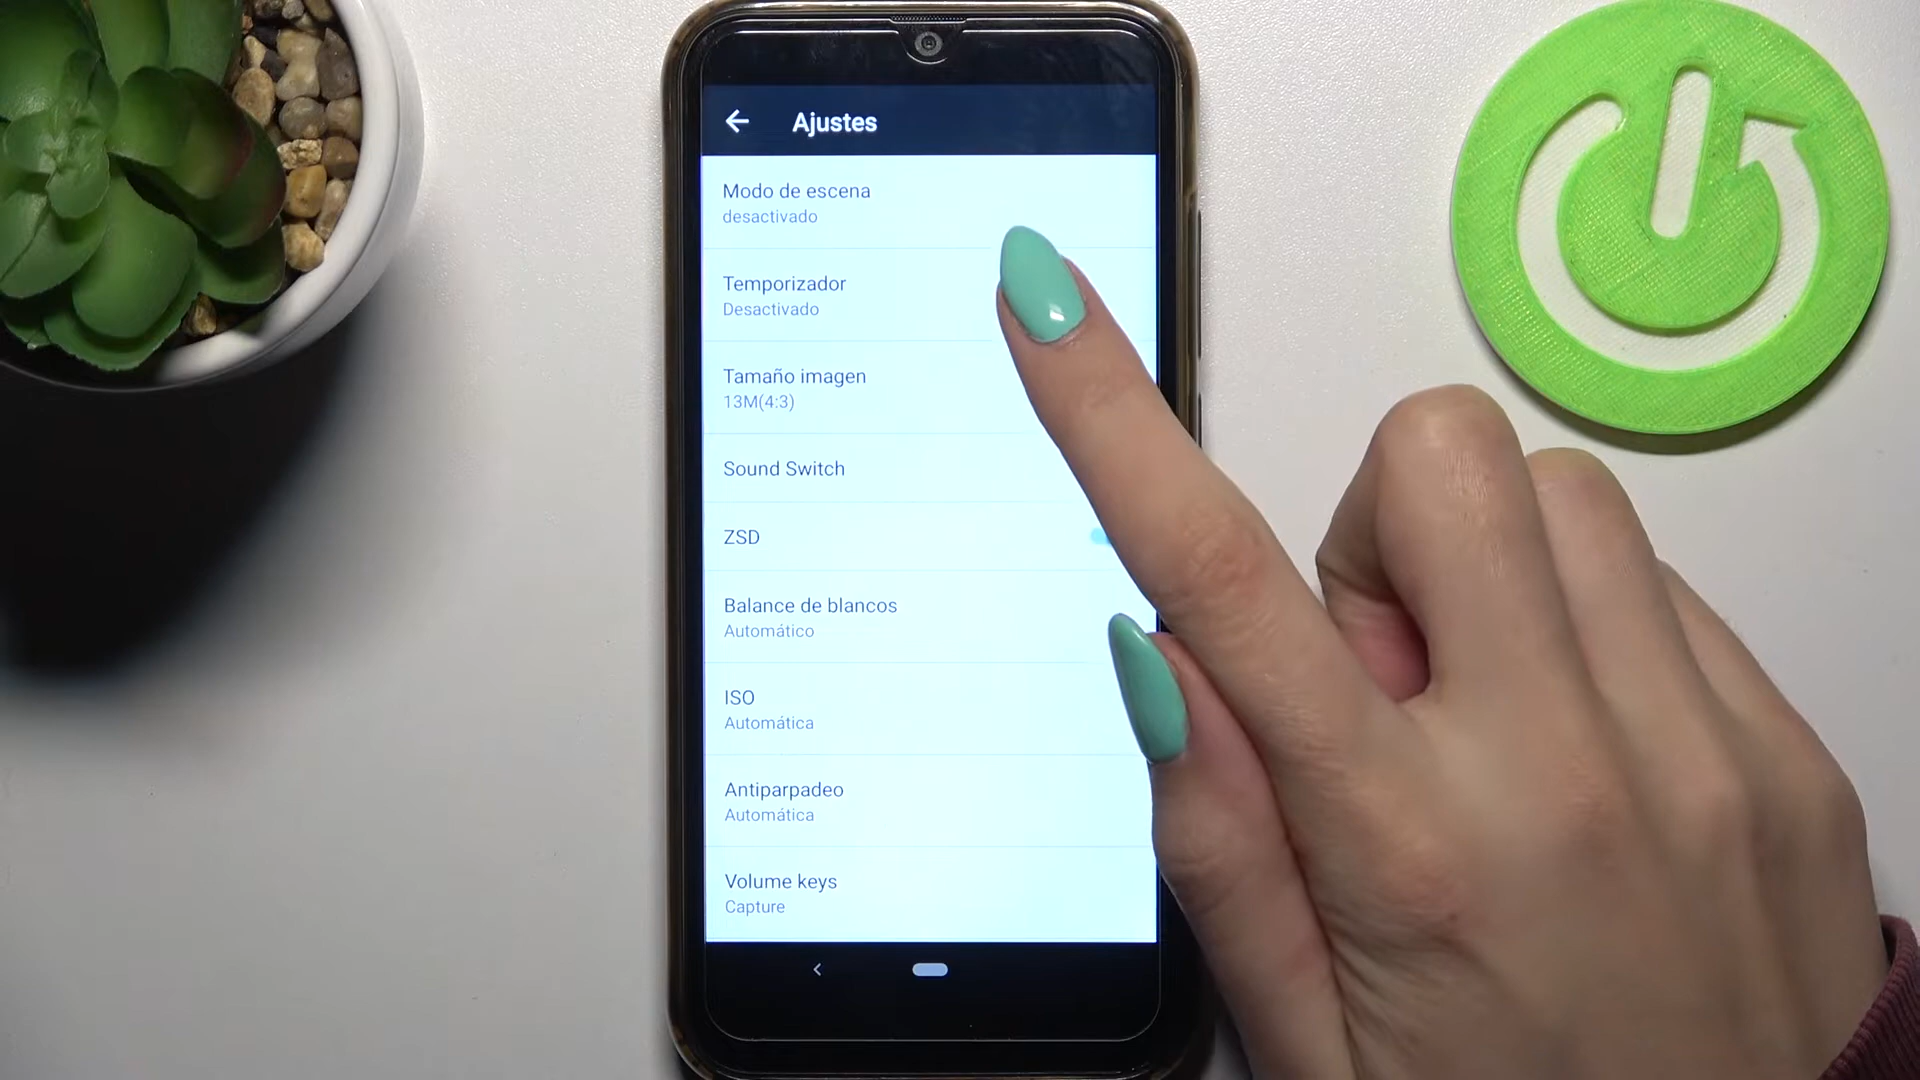 Ajustes
Modo de escena
desactivado
Temporizador
Desactivado
Tamaño imagen
13M(4:3)
Sound Switch
ZSD
Balance de blancos
Automático
ISO
Automática
Antiparpadeo
Automática
Volume keys
Capture